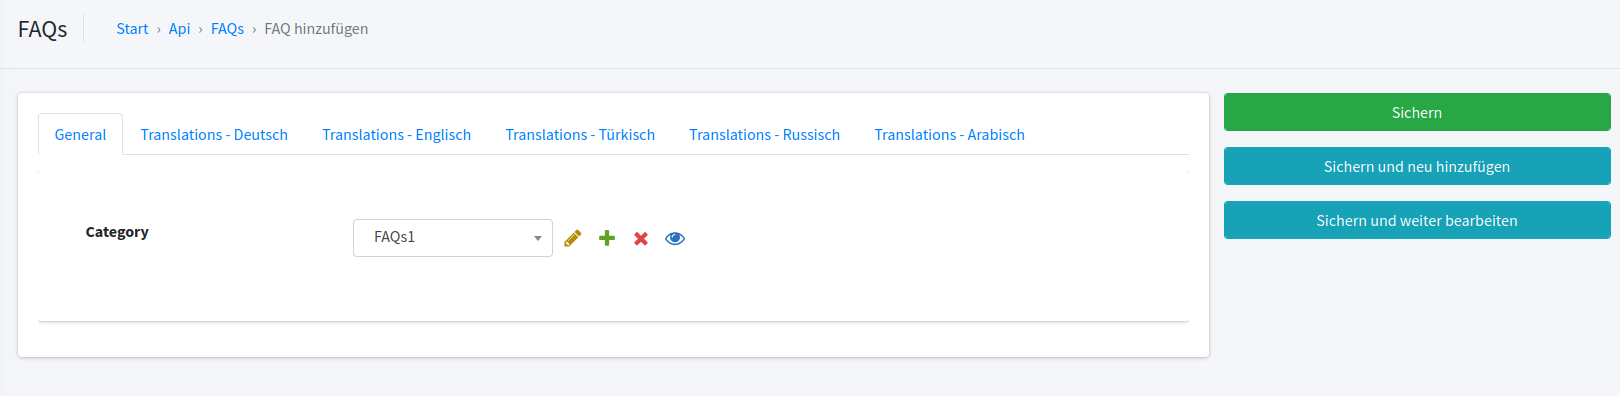 FAQs
Start › Api › FAQs › FAQ hinzufügen
General Translations - Deutsch Translations - Englisch Translations - Türkisch Translations - Russisch Translations - Arabisch
Category FAQs1
Sichern
Sichern und neu hinzufügen
Sichern und weiter bearbeiten